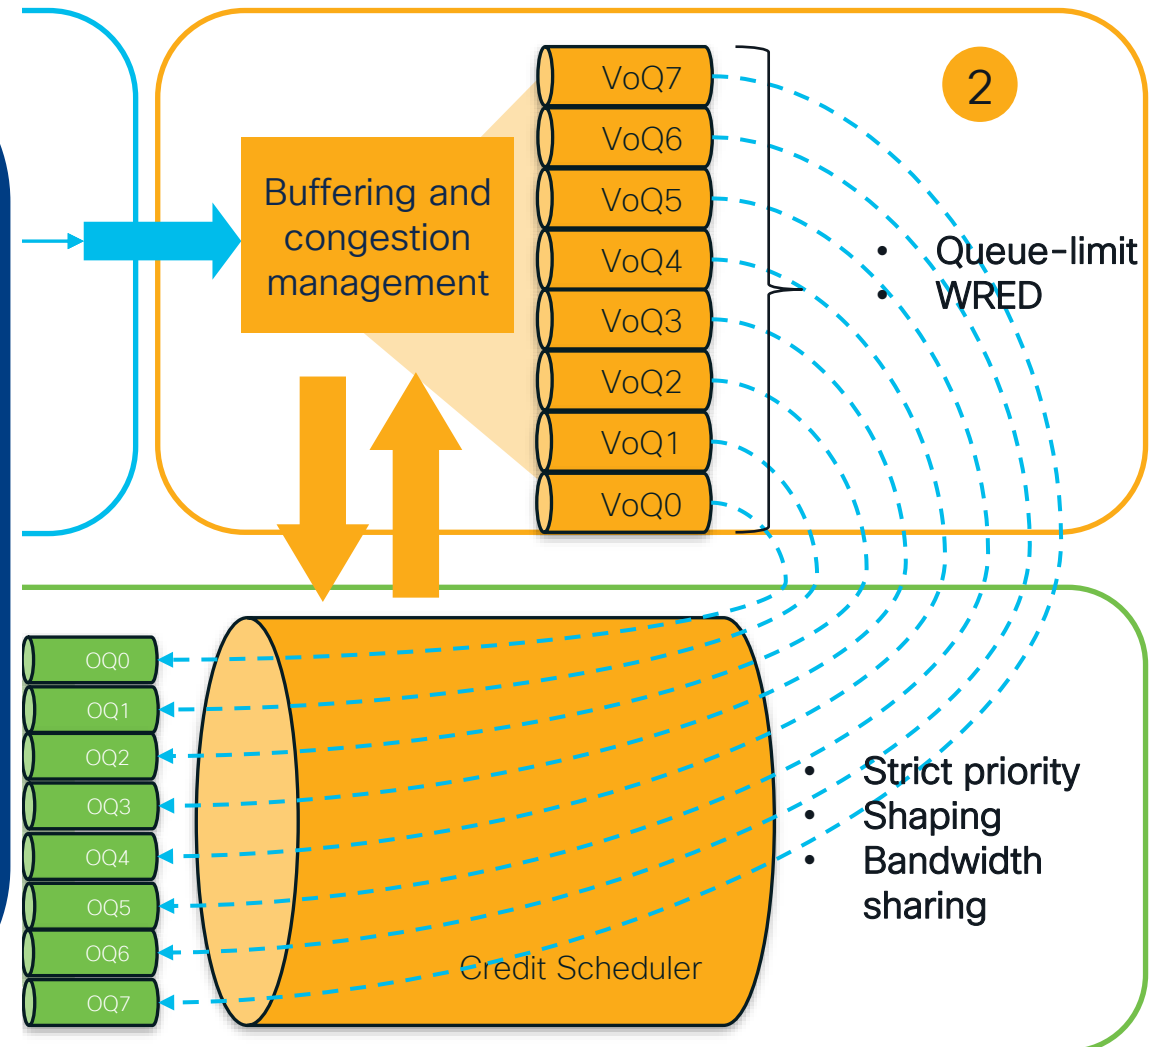 2
Buffering and
congestion
management
VoQ7
VoQ6
VoQ5
VoQ4
VoQ3
VoQ2
VoQ1
VoQ0
• Queue-limit
• WRED
OQ0
OQ1
OQ2
OQ3
OQ4
OQ5
OQ6
OQ7
Credit Scheduler
• Strict priority
• Shaping
• Bandwidth
sharing